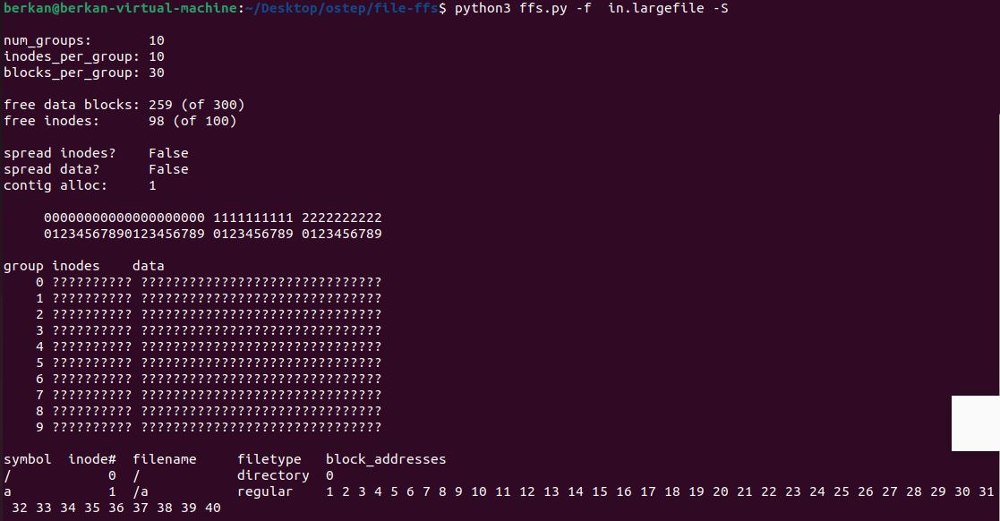 berkan@berkan-virtual-machine:~/Desktop/ostep/file-ffs$ python3 ffs.py -f  in.largefile -S

num_groups:       10
inodes_per_group: 10
blocks_per_group: 30

free data blocks: 259 (of 300)
free inodes:      98 (of 100)

spread inodes?    False
spread data?      False
contig alloc:     1

     00000000000000000000 1111111111 2222222222
     01234567890123456789 0123456789 0123456789

group inodes    data
    0 ?????????? ??????????????????????????????
    1 ?????????? ??????????????????????????????
    2 ?????????? ??????????????????????????????
    3 ?????????? ??????????????????????????????
    4 ?????????? ??????????????????????????????
    5 ?????????? ??????????????????????????????
    6 ?????????? ??????????????????????????????
    7 ?????????? ??????????????????????????????
    8 ?????????? ??????????????????????????????
    9 ?????????? ??????????????????????????????

symbol  inode#  filename     filetype   block_addresses
/            0  /            directory  0
a            1  /a           regular    1 2 3 4 5 6 7 8 9 10 11 12 13 14 15 16 17 18 19 20 21 22 23 24 25 26 27 28 29 30 31
 32 33 34 35 36 37 38 39 40